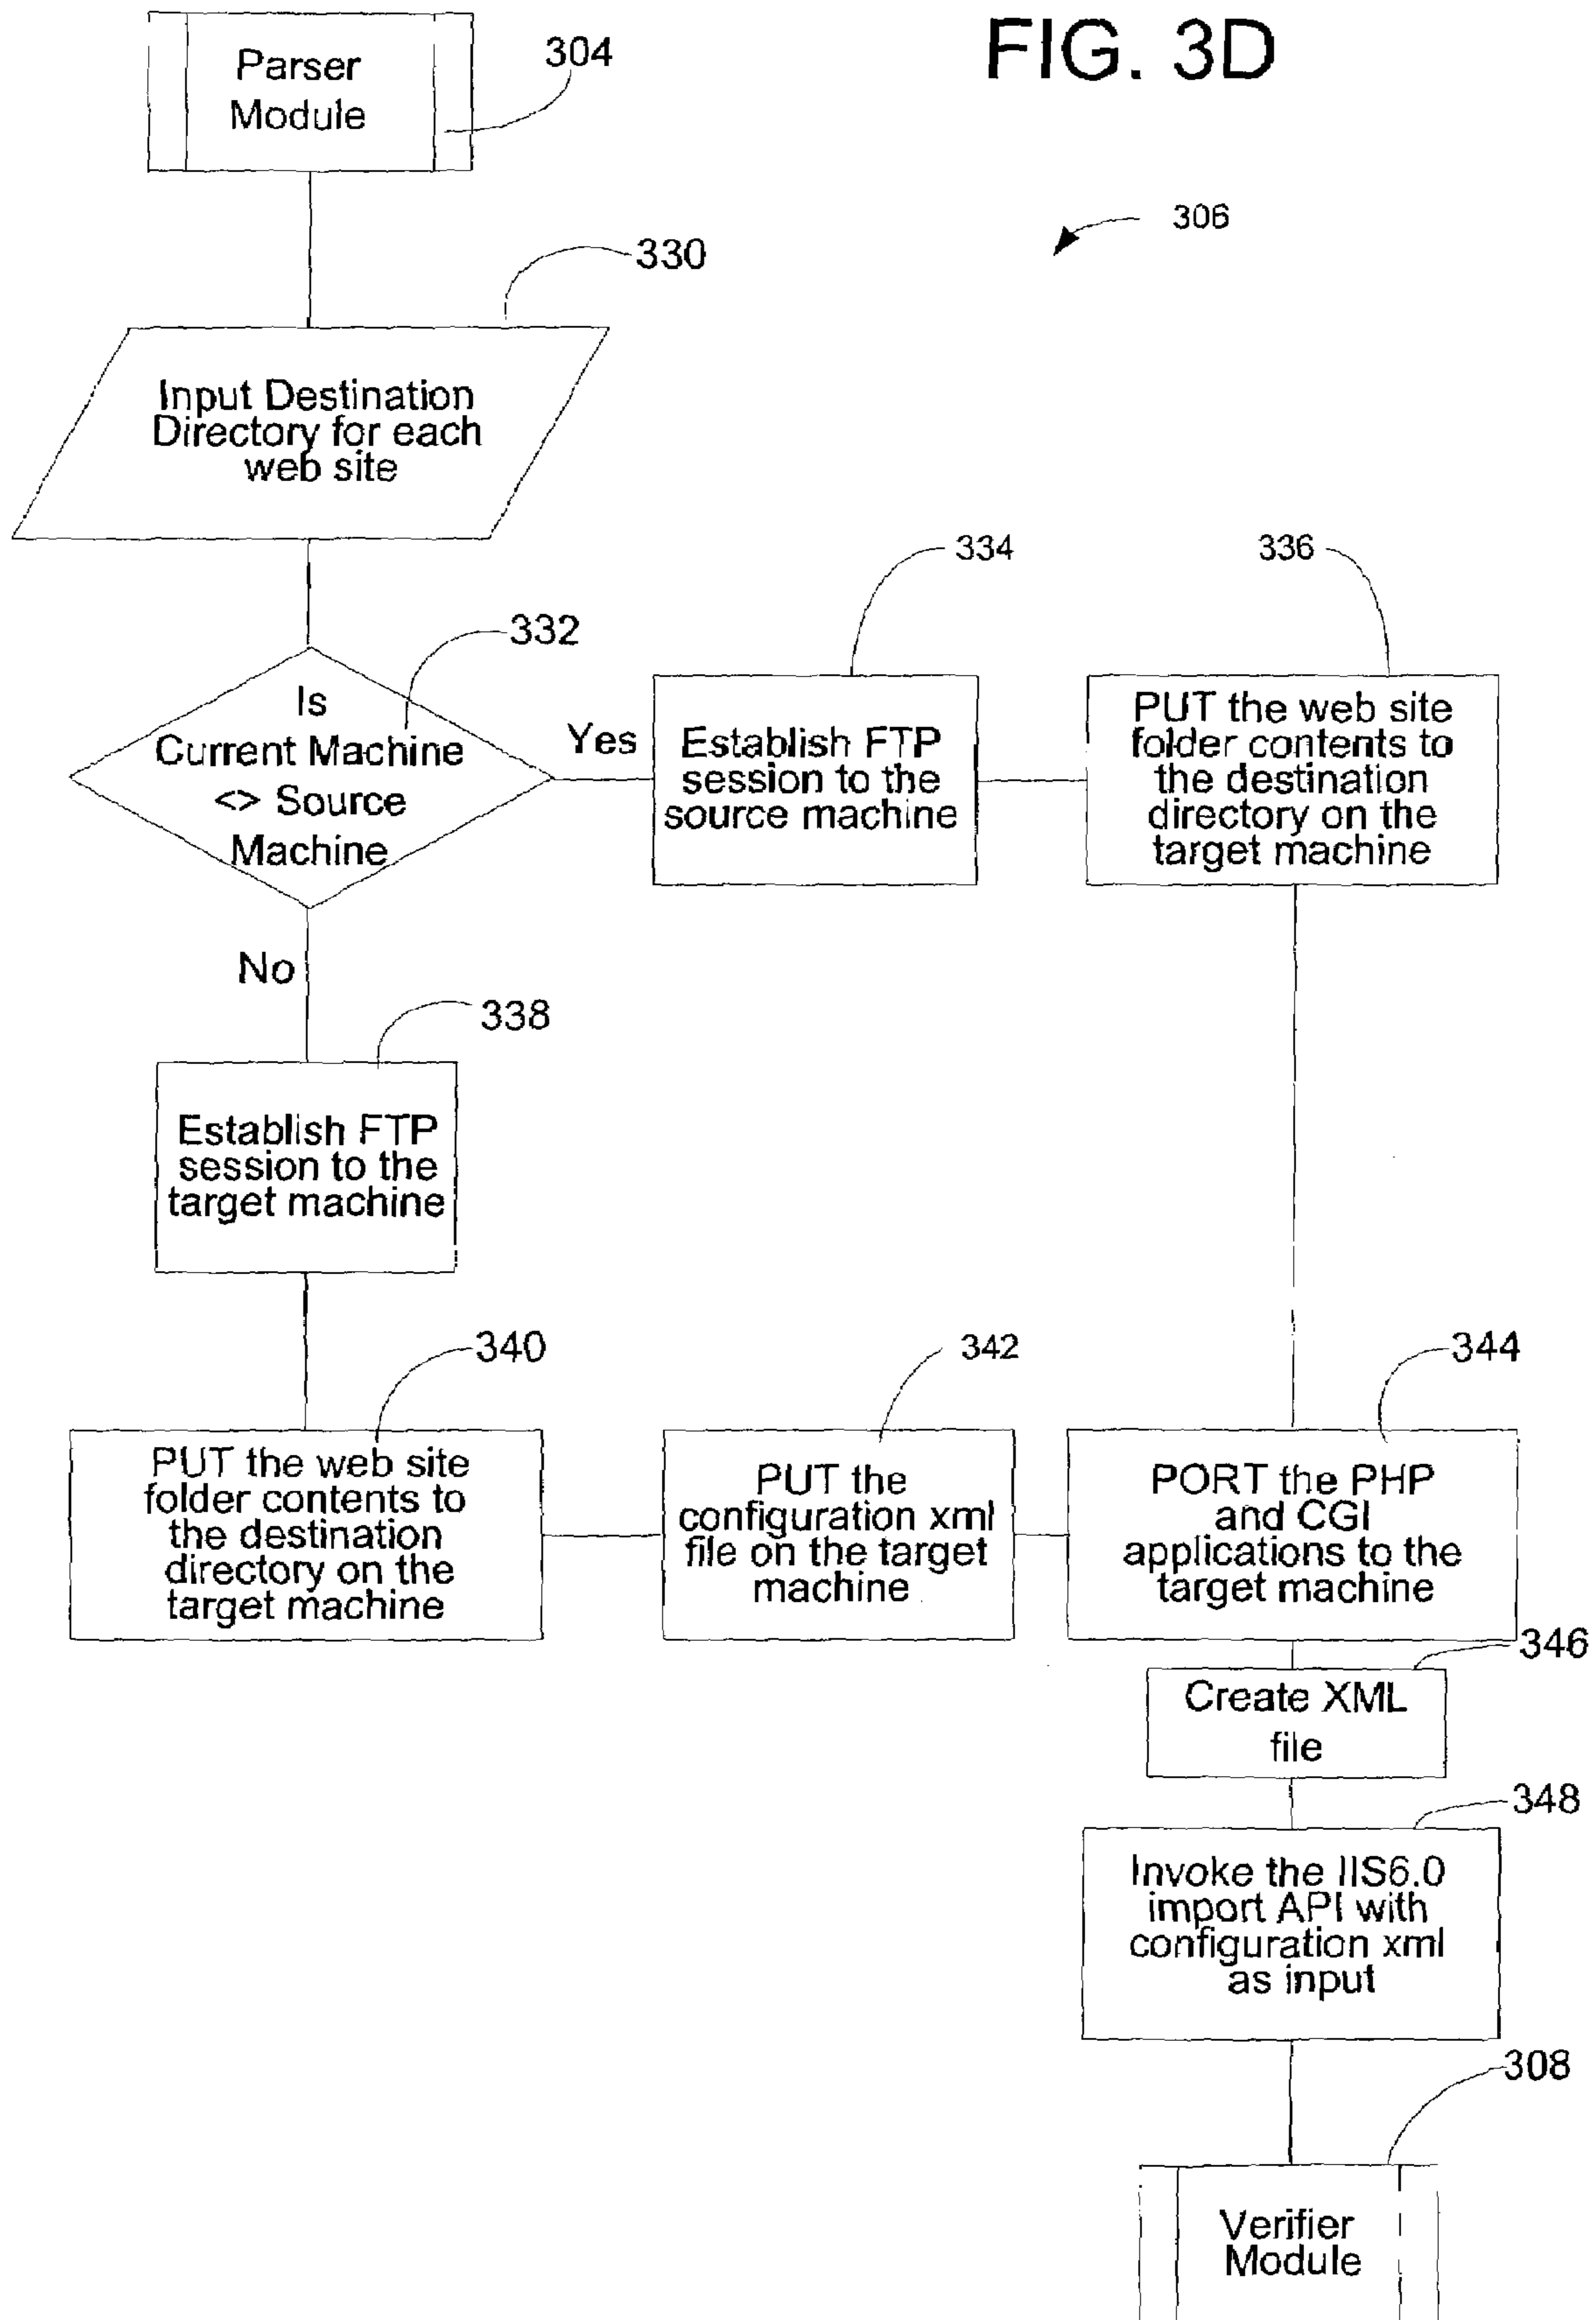 FIG. 3D
Parser
Module
304
306
330
Input Destination
Directory for each
web site
332
Is
Current Machine
<> Source
Machine
Yes
334
Establish FTP
session to the
source machine
336
PUT the web site
folder contents to
the destination
directory on the
target machine
No
338
Establish FTP
session to the
target machine
340
PUT the web site
folder contents to
the destination
directory on the
target machine
342
PUT the
configuration xml
file on the target
machine
344
PORT the PHP
and CGI
applications to the
target machine
346
Create XML
file
348
Invoke the IIS6.0
import API with
configuration xml
as input
308
Verifier
Module